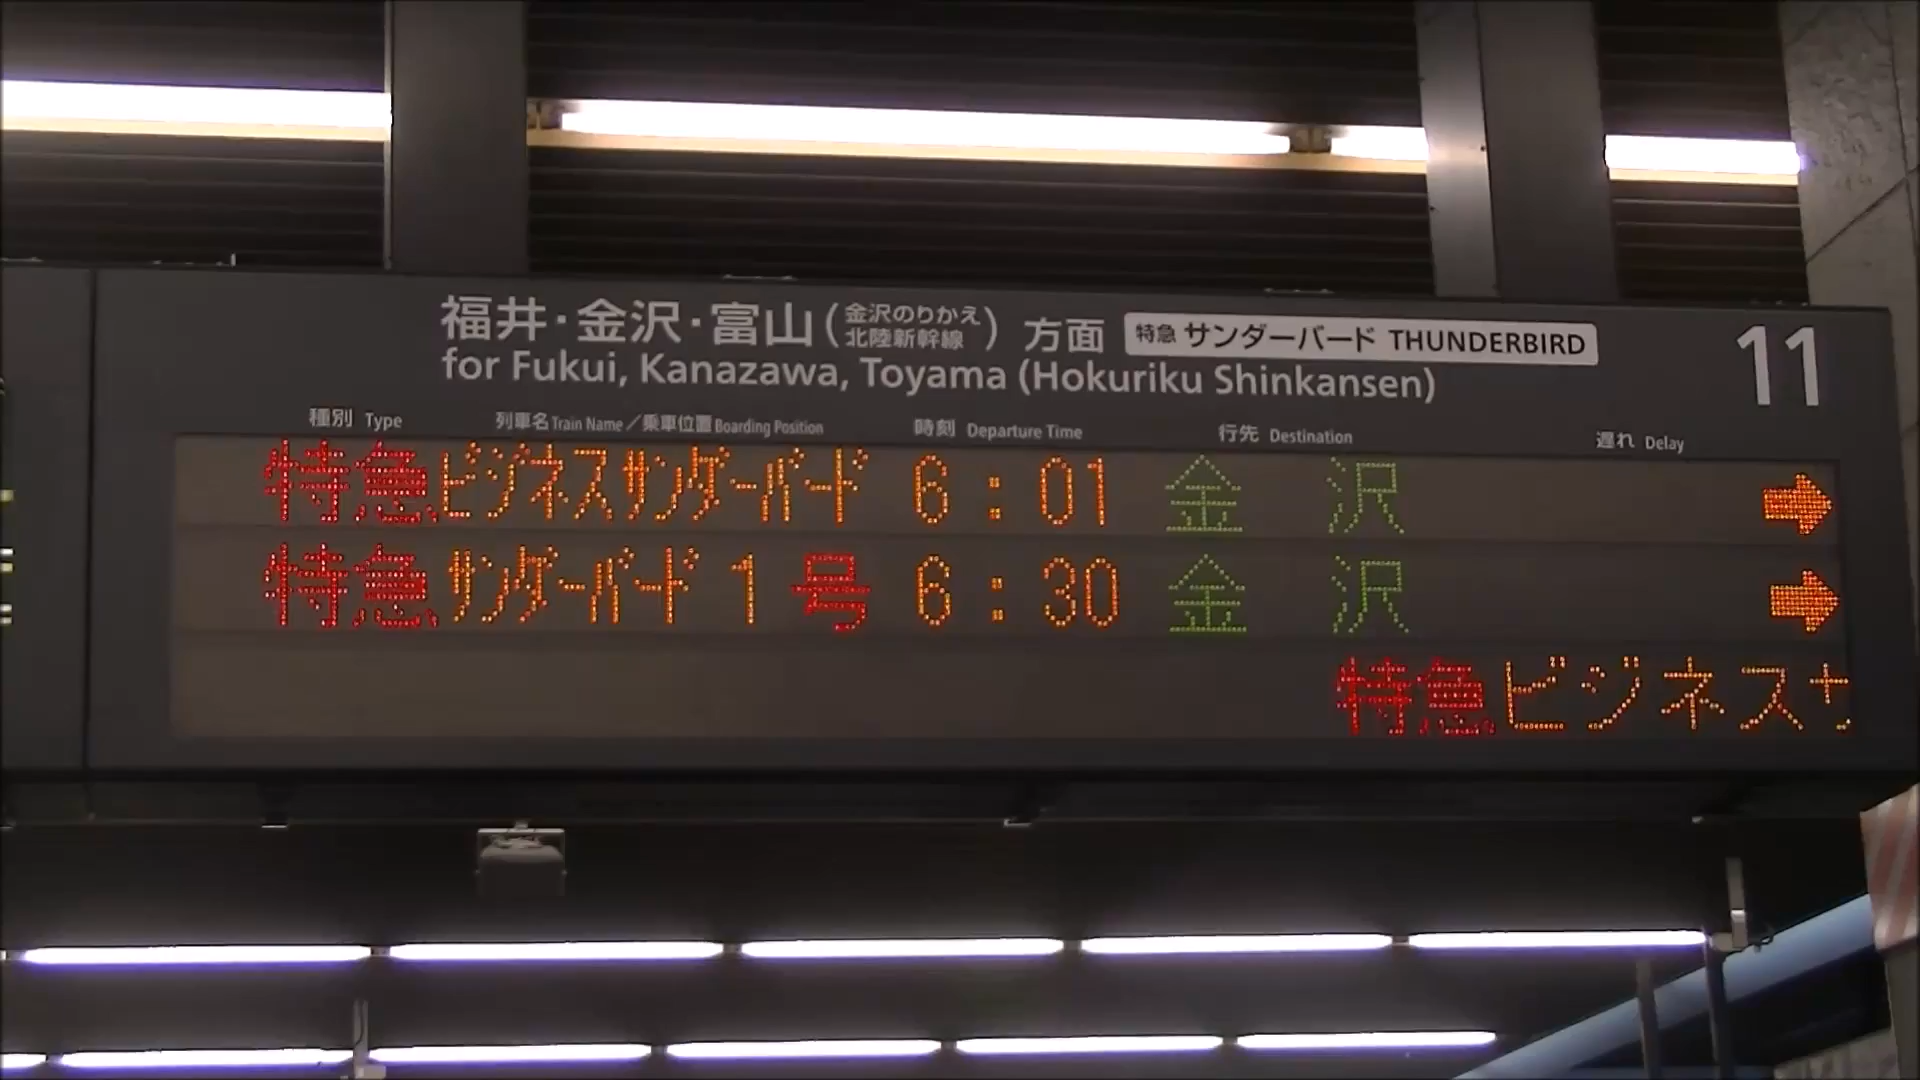 福井・金沢・富山(金沢のりかえ北陸新幹線)方面 特急 サンダーバード THUNDERBIRD 11
for Fukui, Kanazawa, Toyama (Hokuriku Shinkansen)
種別 Type 列車名 Train Name/乗車位置 Boarding Position 時刻 Departure Time 行先 Destination 遅れ Delay
特急 ビジネスサンダーバード 6:01 金沢 ➡
特急 サンダーバード 1号 6:30 金沢 ➡
特急ビジネスサ